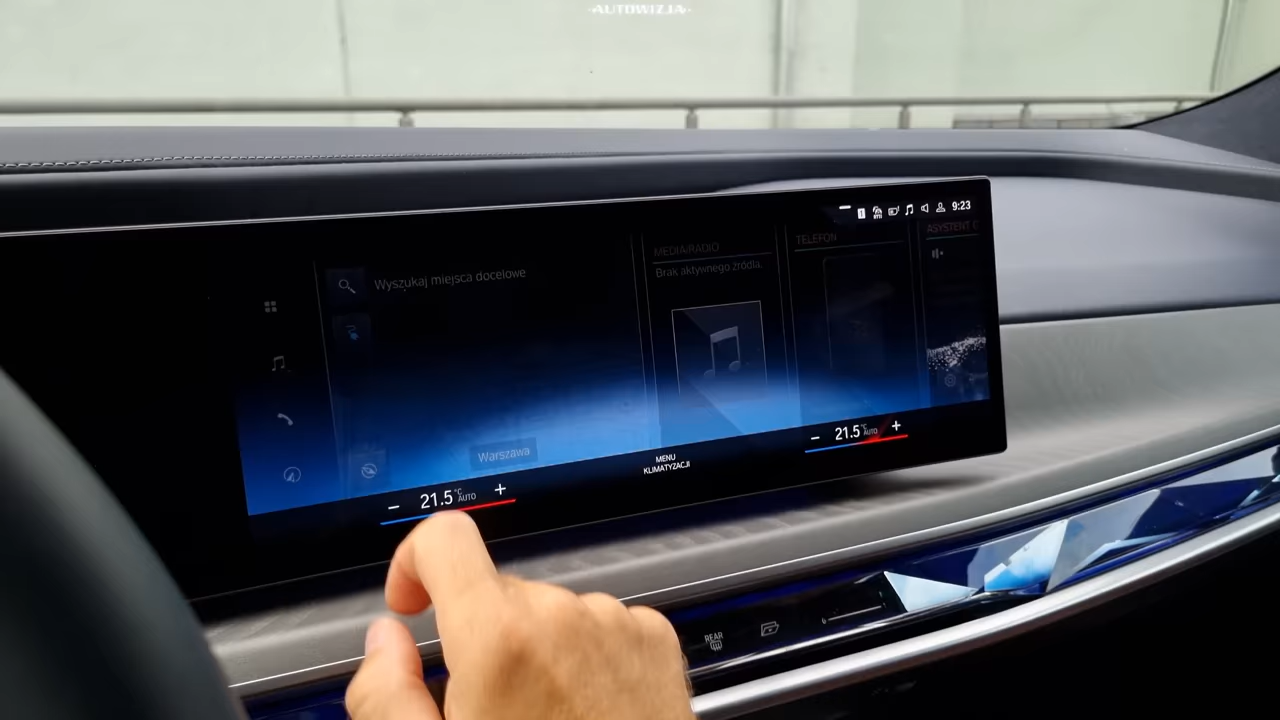 AUTOWIZJA
9:23
Wyszukaj miejsca docelowe
MEDIA/RADIO
Brak aktywnego źródła.
TELEFON
ASYSTENT
Warszawa
− 21.5 °C AUTO +
MENU
KLIMATYZACJI
− 21.5 °C AUTO +
REAR